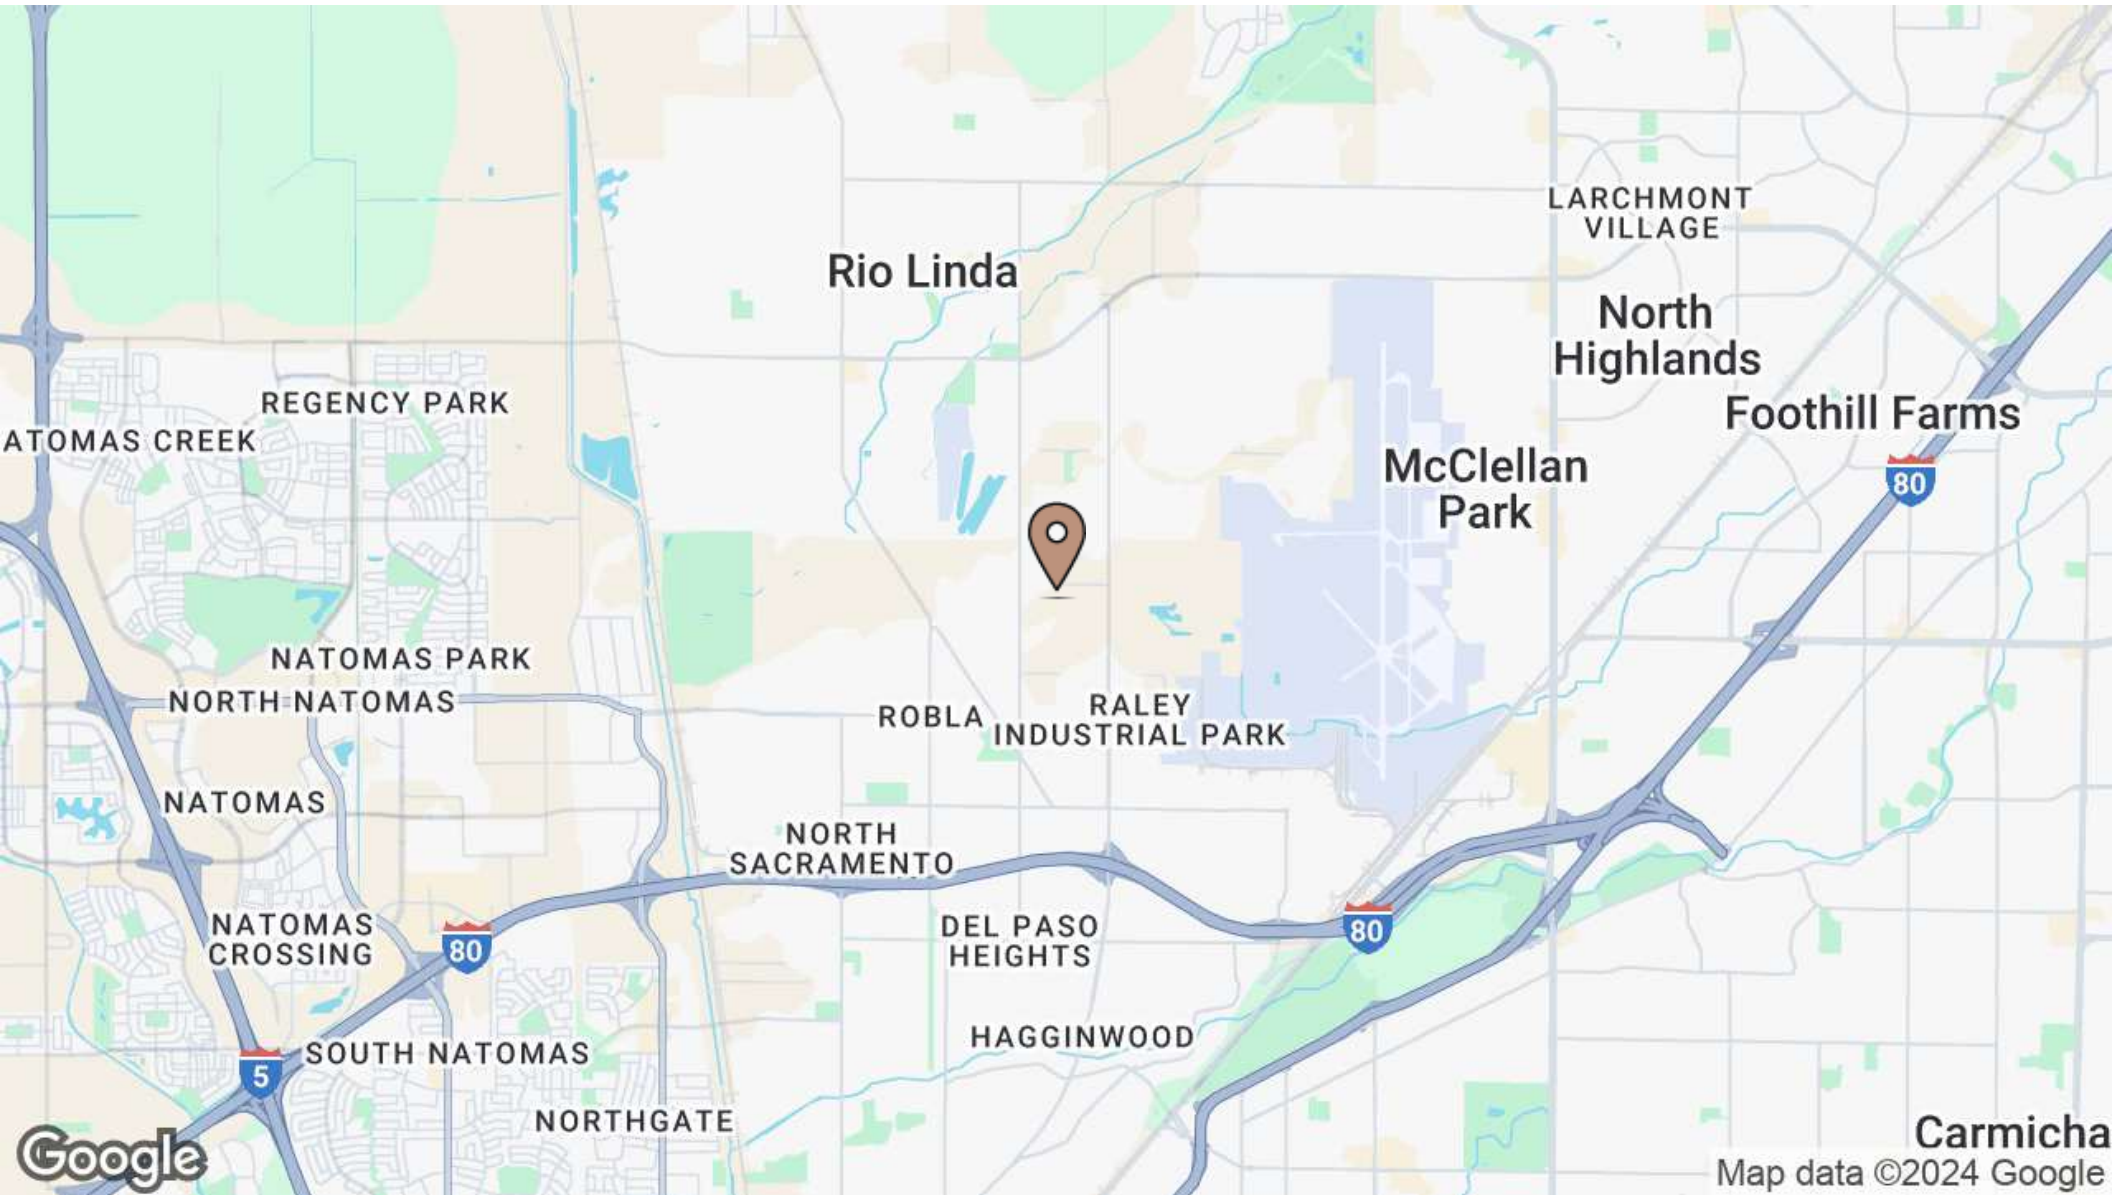 LARCHMONT
VILLAGE
Rio Linda
North
Highlands
REGENCY PARK
Foothill Farms
ATOMAS CREEK
McClellan
Park
80
NATOMAS PARK
NORTH NATOMAS
ROBLA
RALEY
INDUSTRIAL PARK
NATOMAS
NORTH
SACRAMENTO
NATOMAS
CROSSING
80
DEL PASO
HEIGHTS
80
HAGGINWOOD
SOUTH NATOMAS
5
NORTHGATE
Carmicha
Google
Map data ©2024 Google